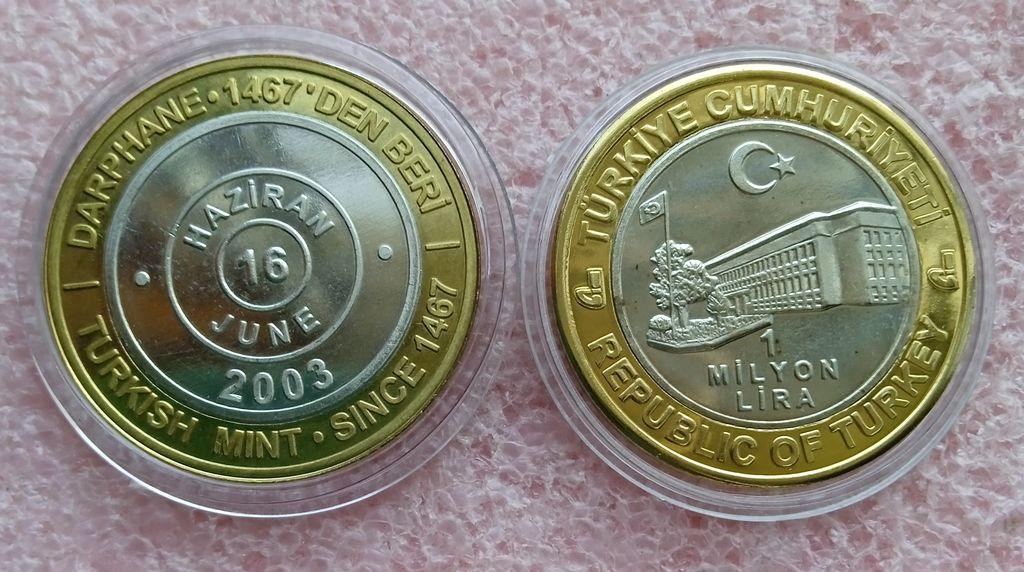 DARPHANE • 1467'DEN BERİ
HAZİRAN
16
JUNE
2003
TURKISH MINT • SINCE 1467
TÜRKİYE CUMHURİYETİ
1
MİLYON
LİRA
REPUBLIC OF TURKEY